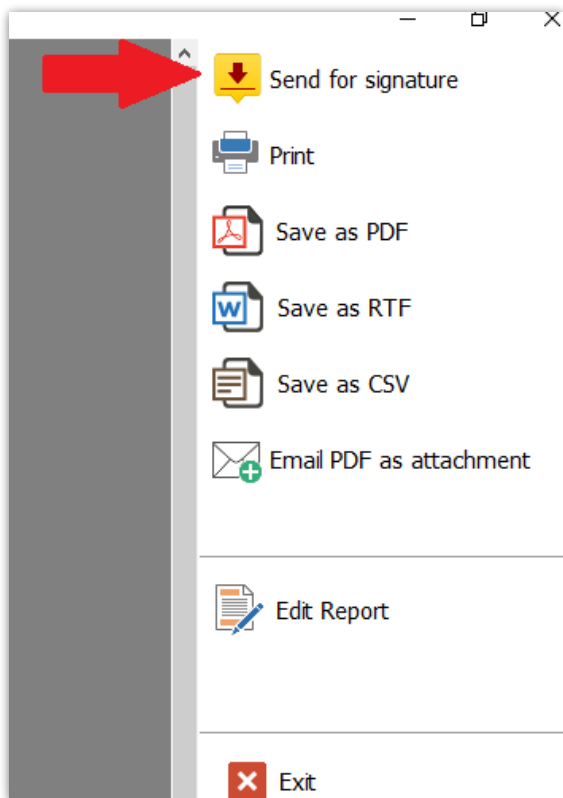 Send for signature
Print
Save as PDF
Save as RTF
Save as CSV
Email PDF as attachment
Edit Report
Exit